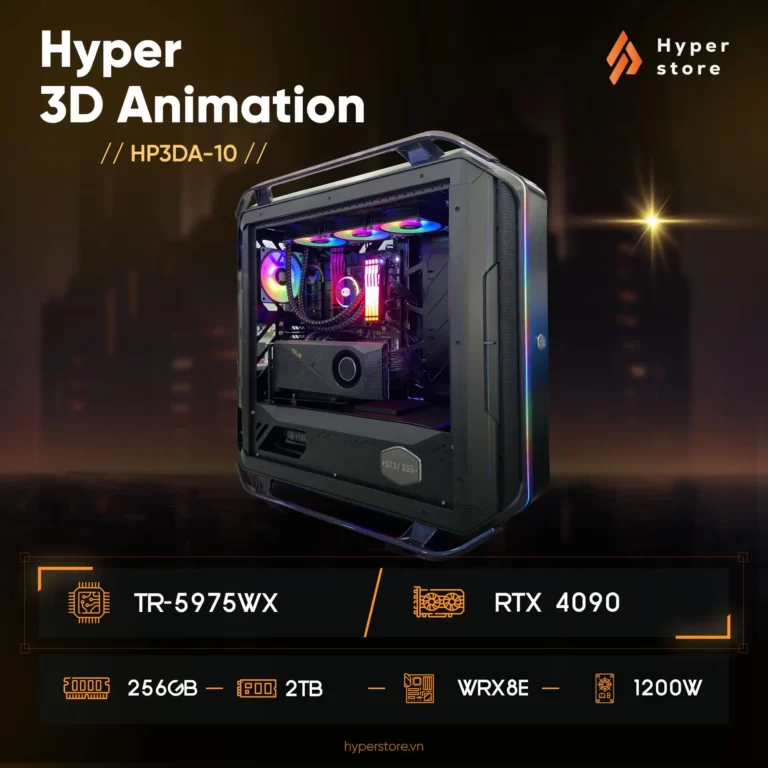 Hyper
3D Animation
// HP3DA-10 //
Hyper
store
TR-5975WX
RTX 4090
256GB
2TB
WRX8E
1200W
hyperstore.vn